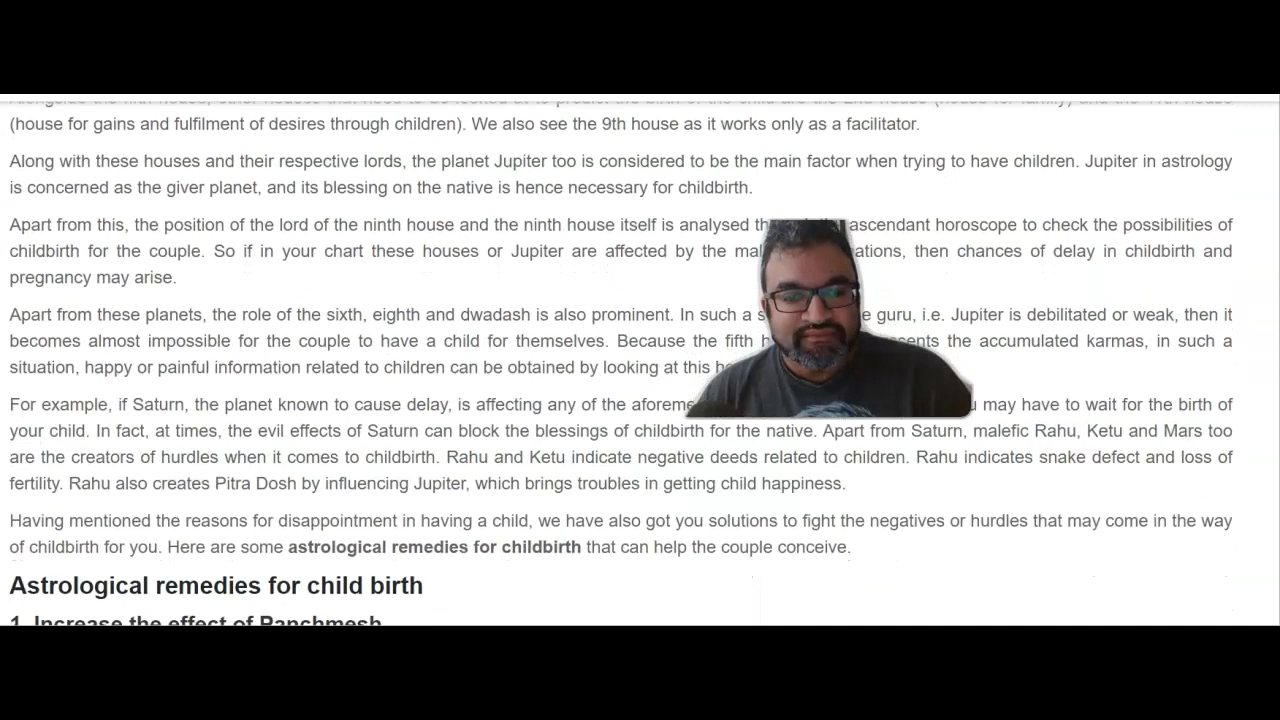 (house for gains and fulfilment of desires through children). We also see the 9th house as it works only as a facilitator.
Along with these houses and their respective lords, the planet Jupiter too is considered to be the main factor when trying to have children. Jupiter in astrology
is concerned as the giver planet, and its blessing on the native is hence necessary for childbirth.
Apart from this, the position of the lord of the ninth house and the ninth house itself is analysed ascendant horoscope to check the possibilities of
childbirth for the couple. So if in your chart these houses or Jupiter are affected by the then chances of delay in childbirth and
pregnancy may arise.
Apart from these planets, the role of the sixth, eighth and dwadash is also prominent. In such a guru, i.e. Jupiter is debilitated or weak, then it
becomes almost impossible for the couple to have a child for themselves. Because the fifth the accumulated karmas, in such a
situation, happy or painful information related to children can be obtained by looking at this
For example, if Saturn, the planet known to cause delay, is affecting any of the may have to wait for the birth of
your child. In fact, at times, the evil effects of Saturn can block the blessings of childbirth for the native. Apart from Saturn, malefic Rahu, Ketu and Mars too
are the creators of hurdles when it comes to childbirth. Rahu and Ketu indicate negative deeds related to children. Rahu indicates snake defect and loss of
fertility. Rahu also creates Pitra Dosh by influencing Jupiter, which brings troubles in getting child happiness.
Having mentioned the reasons for disappointment in having a child, we have also got you solutions to fight the negatives or hurdles that may come in the way
of childbirth for you. Here are some astrological remedies for childbirth that can help the couple conceive.
Astrological remedies for child birth
1. Increase the effect of Panchmesh